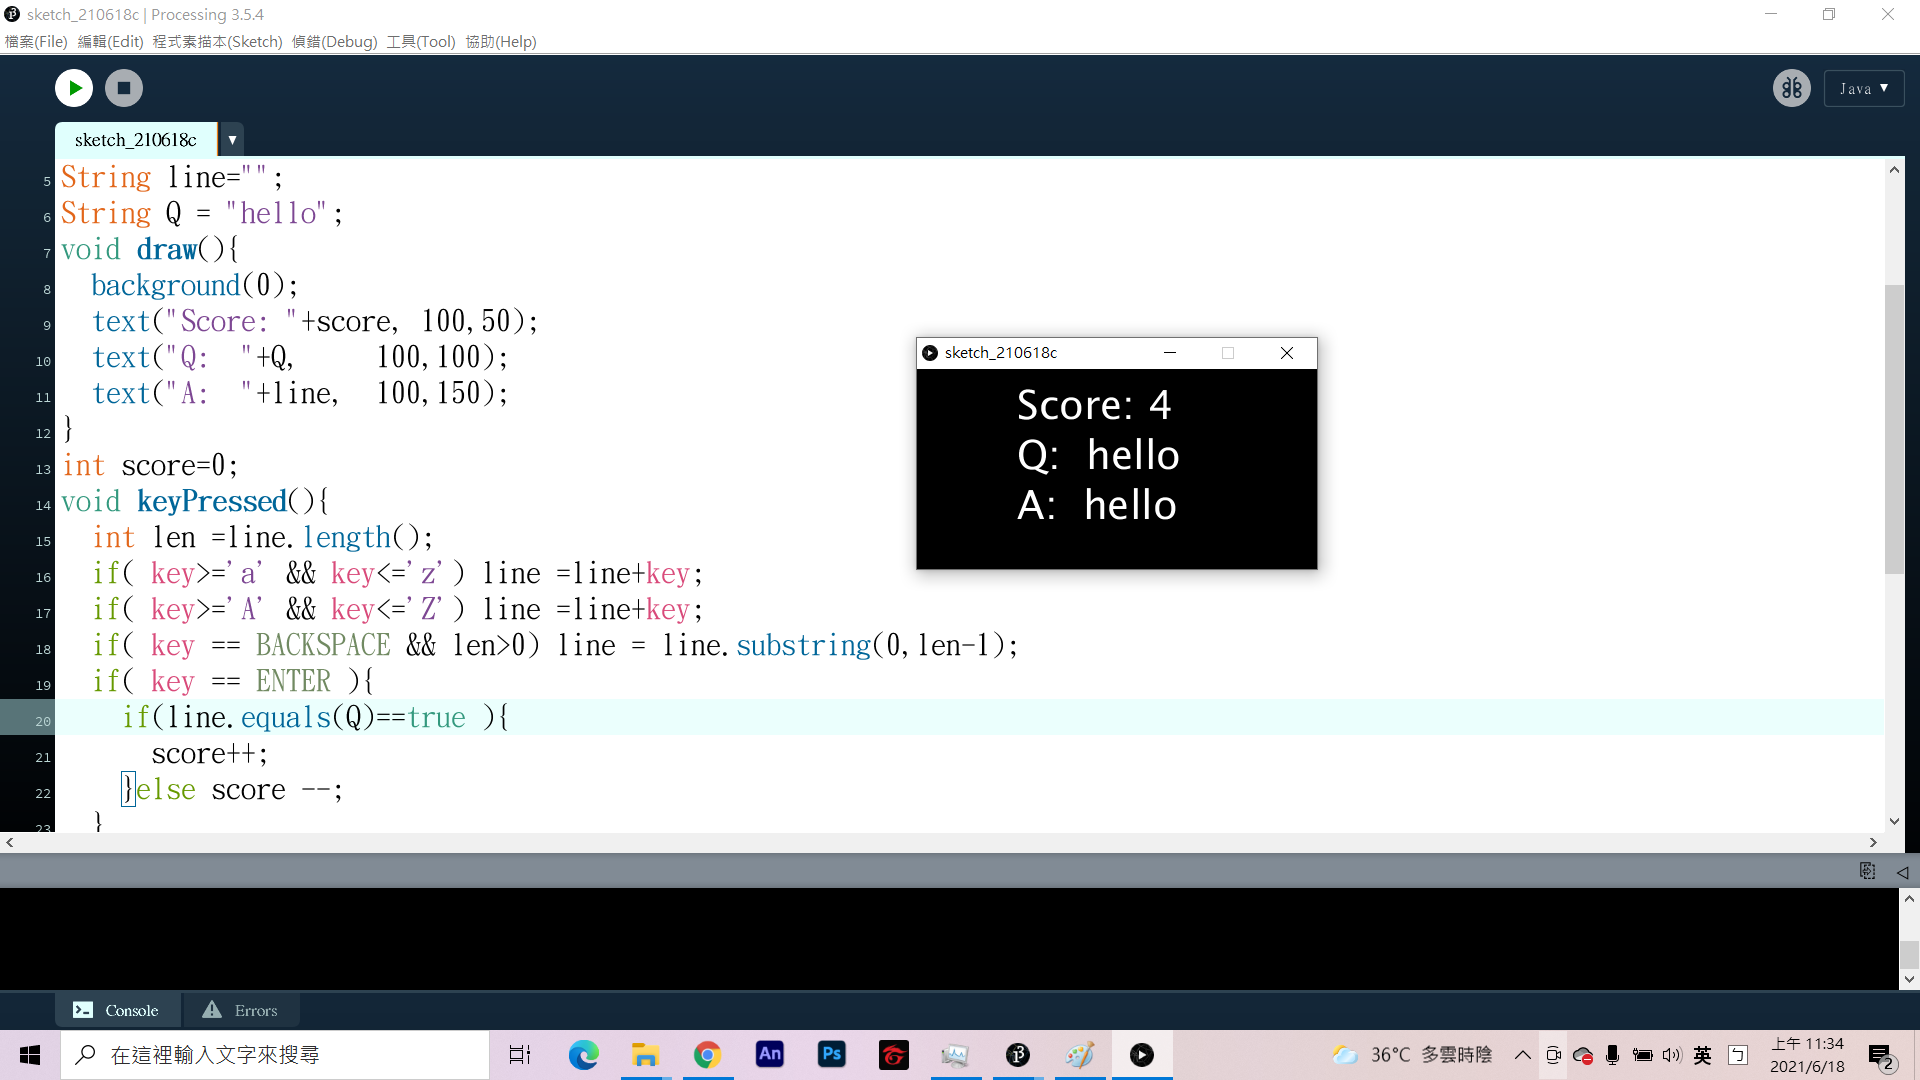 sketch_210618c | Processing 3.5.4
檔案(File) 編輯(Edit) 程式素描本(Sketch) 偵錯(Debug) 工具(Tool) 協助(Help)
Java ▼
sketch_210618c ▼
5 String line="";
6 String Q = "hello";
7 void draw(){
8   background(0);
9   text("Score: "+score, 100,50);
10   text("Q:  "+Q,     100,100);
11   text("A:  "+line,  100,150);
12 }
13 int score=0;
14 void keyPressed(){
15   int len =line.length();
16   if( key>='a' && key<='z') line =line+key;
17   if( key>='A' && key<='Z') line =line+key;
18   if( key == BACKSPACE && len>0) line = line.substring(0,len-1);
19   if( key == ENTER ){
20     if(line.equals(Q)==true ){
21       score++;
22     }else score --;
23   }
sketch_210618c
Score: 4
Q:  hello
A:  hello
Console
Errors
在這裡輸入文字來搜尋
An
Ps
36°C 多雲時陰
英
ㄅ
上午 11:34
2021/6/18
2